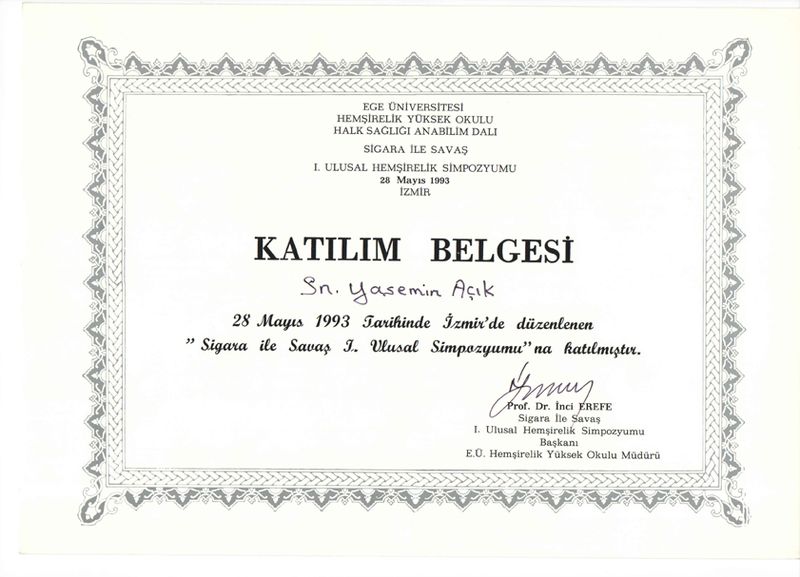 EGE ÜNİVERSİTESİ
HEMŞİRELİK YÜKSEK OKULU
HALK SAĞLIĞI ANABİLİM DALI
SİGARA İLE SAVAŞ
I. ULUSAL HEMŞİRELİK SİMPOZYUMU
28 Mayıs 1993
İZMİR
KATILIM BELGESİ
Sn. Yasemin Açık
28 Mayıs 1993 Tarihinde İzmir'de düzenlenen
" Sigara ile Savaş I. Ulusal Simpozyumu" na katılmıştır.
Prof. Dr. İnci EREFE
Sigara İle Savaş
I. Ulusal Hemşirelik Simpozyumu
Başkanı
E.Ü. Hemşirelik Yüksek Okulu Müdürü